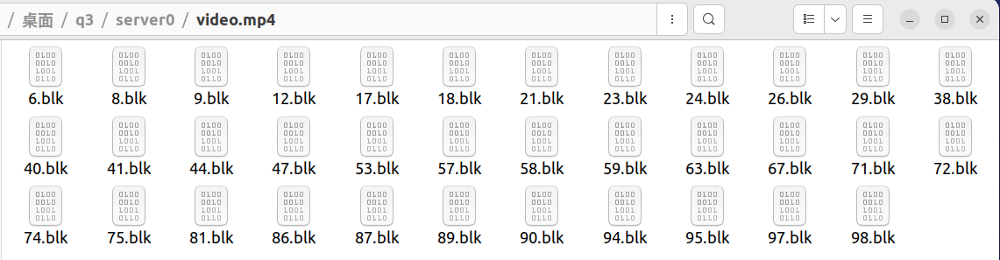 / 桌面 / q3 / server0 / video.mp4
6.blk 8.blk 9.blk 12.blk 17.blk 18.blk 21.blk 23.blk 24.blk 26.blk 29.blk 38.blk
40.blk 41.blk 44.blk 47.blk 53.blk 57.blk 58.blk 59.blk 63.blk 67.blk 71.blk 72.blk
74.blk 75.blk 81.blk 86.blk 87.blk 89.blk 90.blk 94.blk 95.blk 97.blk 98.blk